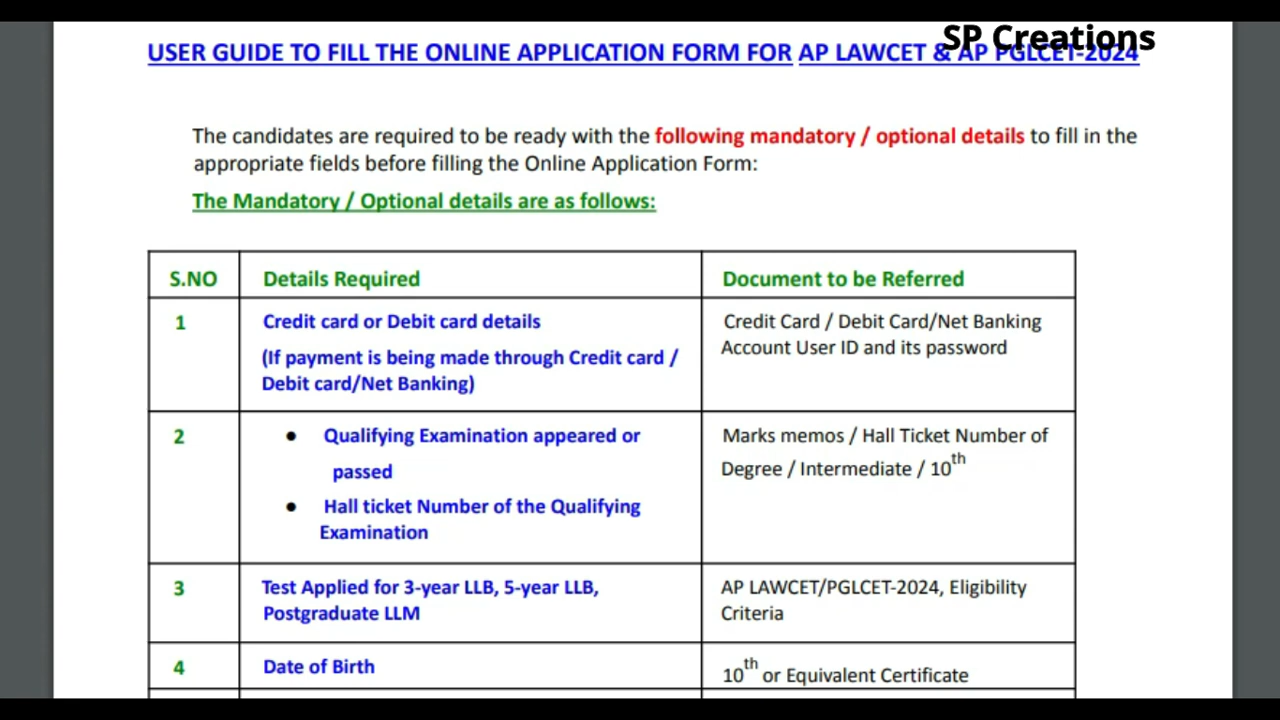 SP Creations
USER GUIDE TO FILL THE ONLINE APPLICATION FORM FOR AP LAWCET & AP PGLCET-2024
The candidates are required to be ready with the following mandatory / optional details to fill in the
appropriate fields before filling the Online Application Form:
The Mandatory / Optional details are as follows:
S.NO Details Required Document to be Referred
1 Credit card or Debit card details Credit Card / Debit Card/Net Banking
Account User ID and its password
(If payment is being made through Credit card /
Debit card/Net Banking)
2 ● Qualifying Examination appeared or Marks memos / Hall Ticket Number of
passed Degree / Intermediate / 10th
● Hall ticket Number of the Qualifying
Examination
3 Test Applied for 3-year LLB, 5-year LLB, AP LAWCET/PGLCET-2024, Eligibility
Postgraduate LLM Criteria
4 Date of Birth 10th or Equivalent Certificate